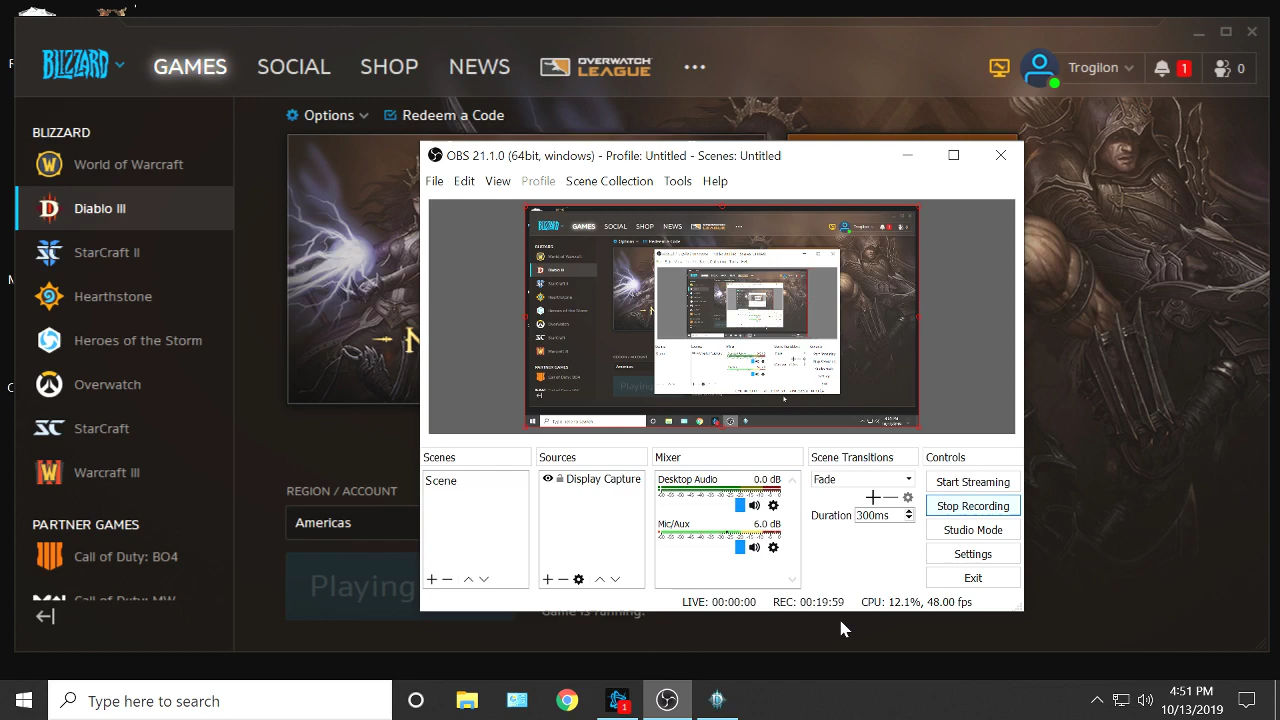 BLIZZARD
GAMES
SOCIAL
SHOP
NEWS
OVERWATCH
LEAGUE
Trogilon
1
0
Options
Redeem a Code
BLIZZARD
World of Warcraft
Diablo III
StarCraft II
Hearthstone
Heroes of the Storm
Overwatch
StarCraft
Warcraft III
PARTNER GAMES
Call of Duty: BO4
Call of Duty: MW
REGION / ACCOUNT
Americas
Playing
Game is running.
OBS 21.1.0 (64bit, windows) - Profile: Untitled - Scenes: Untitled
File Edit View Profile Scene Collection Tools Help
Scenes
Scene
Sources
Display Capture
Mixer
Desktop Audio 0.0 dB
Mic/Aux 6.0 dB
Scene Transitions
Fade
Duration 300ms
Controls
Start Streaming
Stop Recording
Studio Mode
Settings
Exit
LIVE: 00:00:00 REC: 00:19:59 CPU: 12.1%, 48.00 fps
Type here to search
1
4:51 PM
10/13/2019